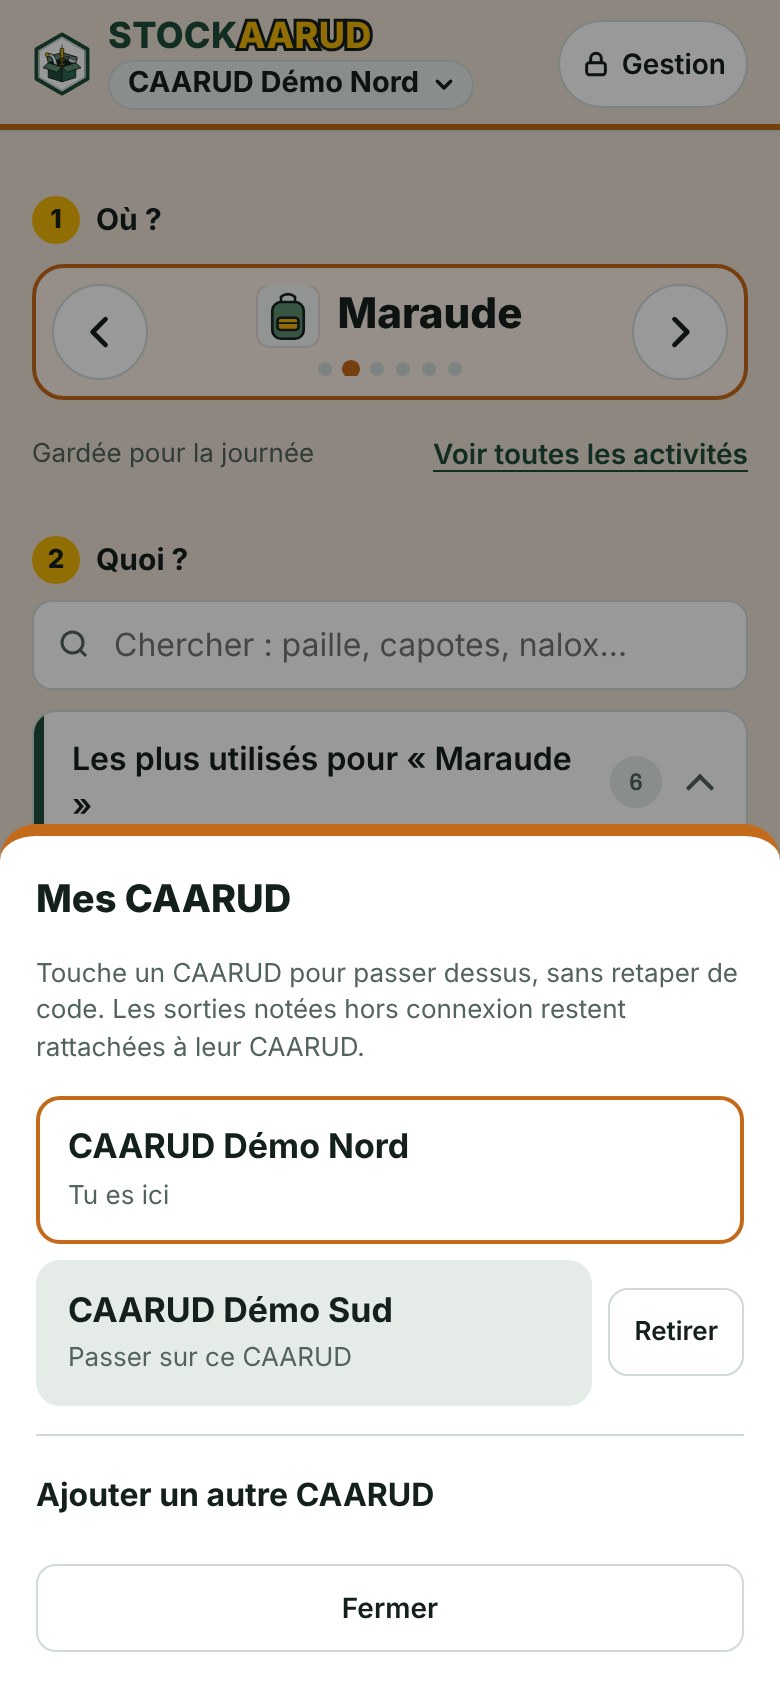 STOCKAARUD
CAARUD Démo Nord
Gestion
1 Où ?
Maraude
Gardée pour la journée
Voir toutes les activités
2 Quoi ?
Chercher : paille, capotes, nalox...
Les plus utilisés pour « Maraude
»
6
Mes CAARUD
Touche un CAARUD pour passer dessus, sans retaper de
code. Les sorties notées hors connexion restent
rattachées à leur CAARUD.
CAARUD Démo Nord
Tu es ici
CAARUD Démo Sud
Passer sur ce CAARUD
Retirer
Ajouter un autre CAARUD
Fermer